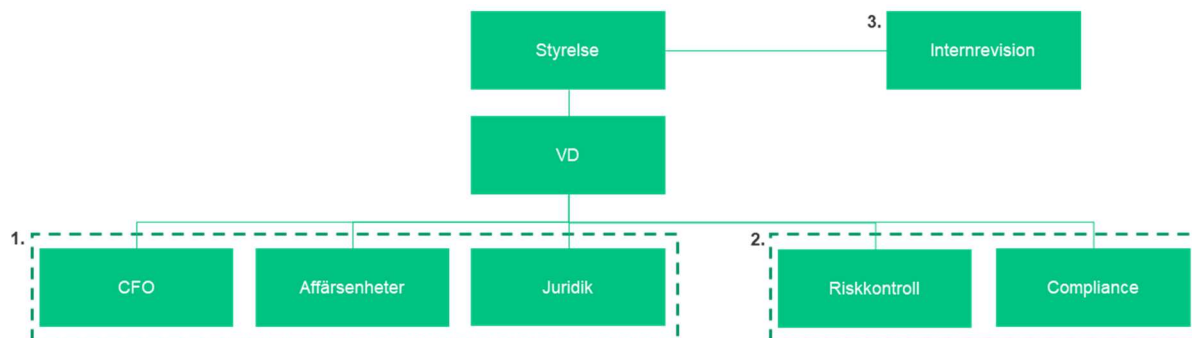 Styrelse
3.
Internrevision
VD
1.
CFO
Affärsenheter
Juridik
2.
Riskkontroll
Compliance